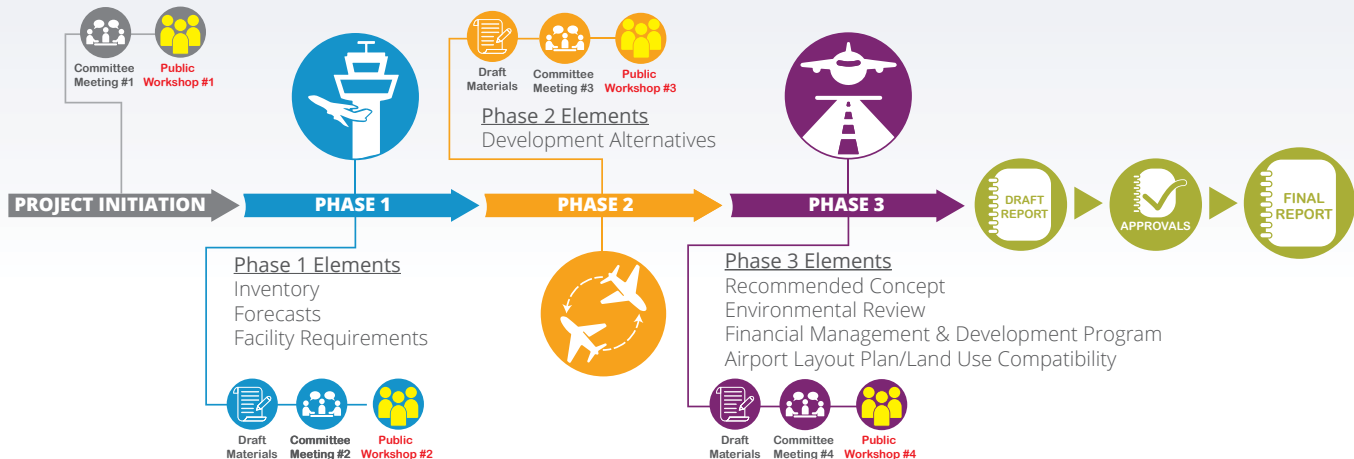 Committee
Meeting #1
Public
Workshop #1
PROJECT INITIATION
PHASE 1
Phase 1 Elements
Inventory
Forecasts
Facility Requirements
Draft
Materials
Committee
Meeting #2
Public
Workshop #2
Draft
Materials
Committee
Meeting #3
Public
Workshop #3
Phase 2 Elements
Development Alternatives
PHASE 2
PHASE 3
Phase 3 Elements
Recommended Concept
Environmental Review
Financial Management & Development Program
Airport Layout Plan/Land Use Compatibility
Draft
Materials
Committee
Meeting #4
Public
Workshop #4
DRAFT
REPORT
APPROVALS
FINAL
REPORT